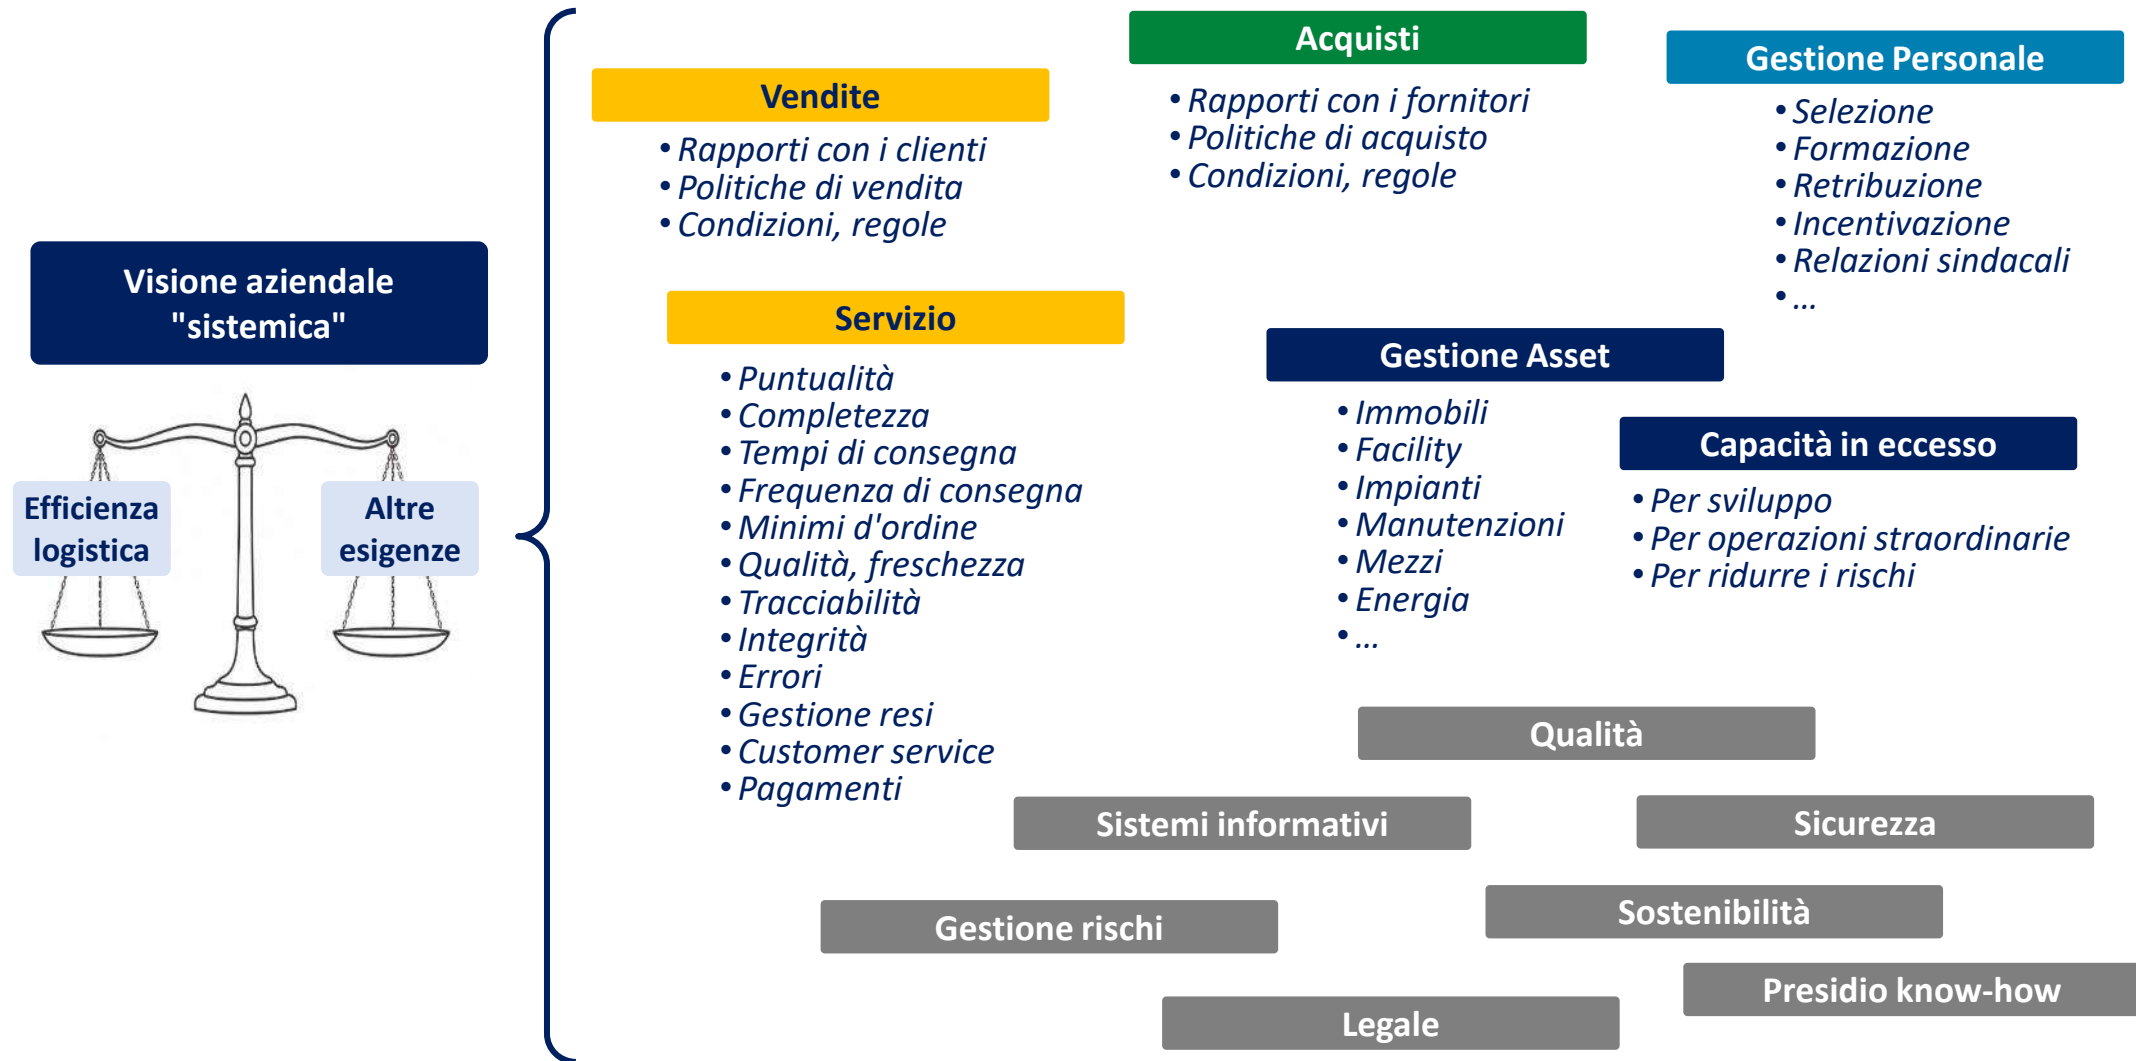 Visione aziendale
"sistemica"
Efficienza
logistica
Altre
esigenze
Vendite
• Rapporti con i clienti
• Politiche di vendita
• Condizioni, regole
Servizio
• Puntualità
• Completezza
• Tempi di consegna
• Frequenza di consegna
• Minimi d'ordine
• Qualità, freschezza
• Tracciabilità
• Integrità
• Errori
• Gestione resi
• Customer service
• Pagamenti
Acquisti
• Rapporti con i fornitori
• Politiche di acquisto
• Condizioni, regole
Gestione Personale
• Selezione
• Formazione
• Retribuzione
• Incentivazione
• Relazioni sindacali
• ...
Gestione Asset
• Immobili
• Facility
• Impianti
• Manutenzioni
• Mezzi
• Energia
• ...
Capacità in eccesso
• Per sviluppo
• Per operazioni straordinarie
• Per ridurre i rischi
Qualità
Sistemi informativi
Sicurezza
Gestione rischi
Sostenibilità
Presidio know-how
Legale